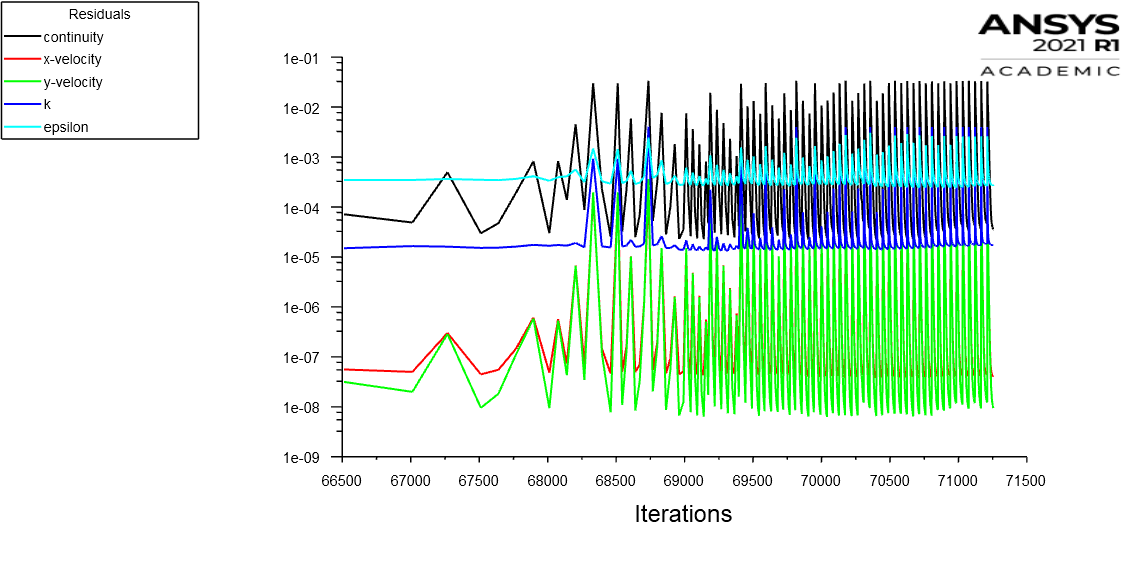 Residuals
continuity
x-velocity
y-velocity
k
epsilon
ANSYS
2021 R1
ACADEMIC
1e-01
1e-02
1e-03
1e-04
1e-05
1e-06
1e-07
1e-08
1e-09
66500 67000 67500 68000 68500 69000 69500 70000 70500 71000 71500
Iterations